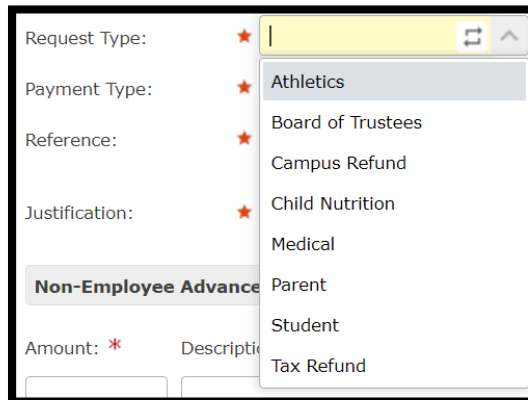 Request Type:
Athletics
Payment Type:
Board of Trustees
Reference:
Campus Refund
Child Nutrition
Justification:
Medical
Non-Employee Advance
Parent
Student
Amount: *
Descripti
Tax Refund